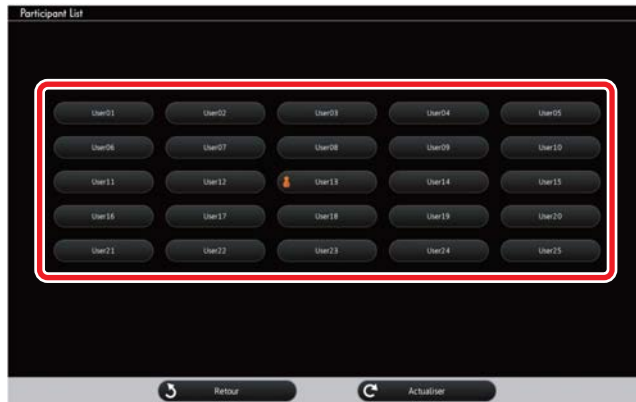 Participant List
User01 User02 User03 User04 User05
User06 User07 User08 User09 User10
User11 User12 User13 User14 User15
User16 User17 User18 User19 User20
User21 User22 User23 User24 User25
Retour Actualiser